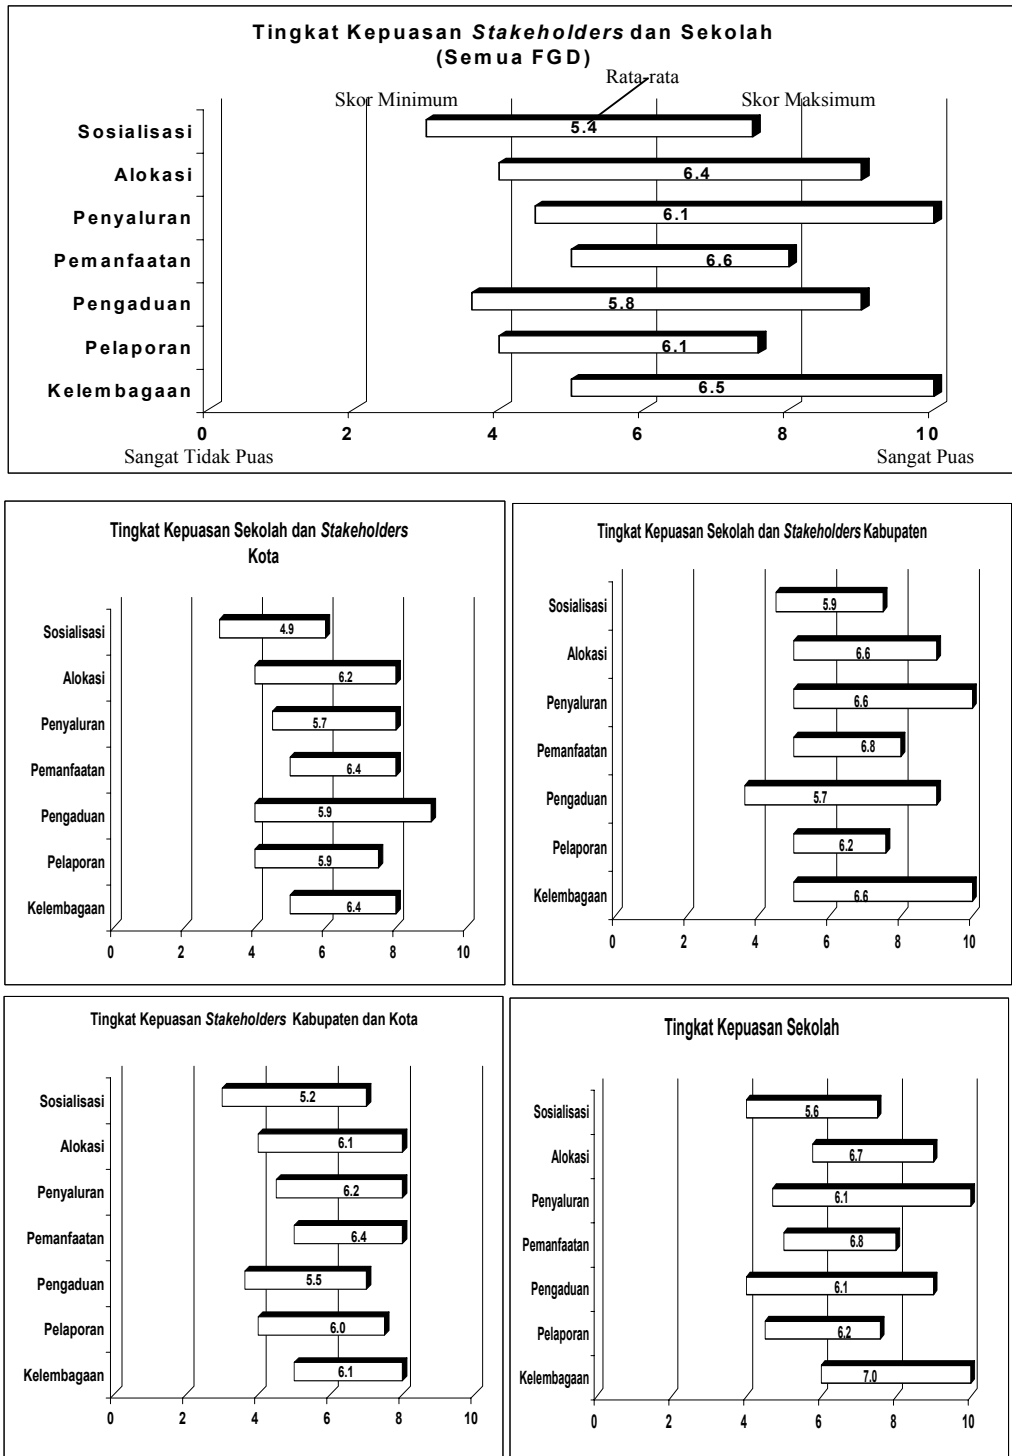 Tingkat Kepuasan Stakeholders dan Sekolah
(Semua FGD)
Rata-rata
Skor Minimum
Skor Maksimum
Sosialisasi
5.4
Alokasi
6.4
Penyaluran
6.1
Pemanfaatan
6.6
Pengaduan
5.8
Pelaporan
6.1
Kelembagaan
6.5
0 2 4 6 8 10
Sangat Tidak Puas
Sangat Puas
Tingkat Kepuasan Sekolah dan Stakeholders
Kota
Sosialisasi
4.9
Alokasi
6.2
Penyaluran
5.7
Pemanfaatan
6.4
Pengaduan
5.9
Pelaporan
5.9
Kelembagaan
6.4
0 2 4 6 8 10
Tingkat Kepuasan Sekolah dan Stakeholders Kabupaten
Sosialisasi
5.9
Alokasi
6.6
Penyaluran
6.6
Pemanfaatan
6.8
Pengaduan
5.7
Pelaporan
6.2
Kelembagaan
6.6
0 2 4 6 8 10
Tingkat Kepuasan Stakeholders Kabupaten dan Kota
Sosialisasi
5.2
Alokasi
6.1
Penyaluran
6.2
Pemanfaatan
6.4
Pengaduan
5.5
Pelaporan
6.0
Kelembagaan
6.1
0 2 4 6 8 10
Tingkat Kepuasan Sekolah
Sosialisasi
5.6
Alokasi
6.7
Penyaluran
6.1
Pemanfaatan
6.8
Pengaduan
6.1
Pelaporan
6.2
Kelembagaan
7.0
0 2 4 6 8 10